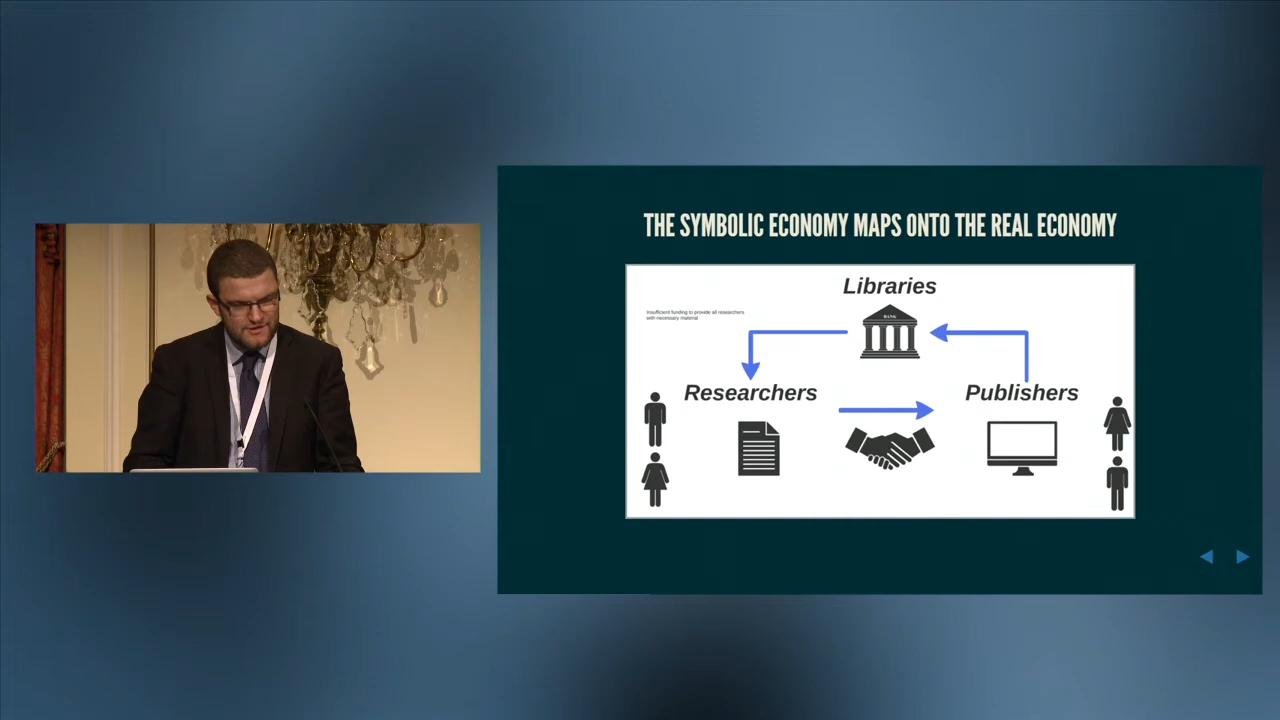 THE SYMBOLIC ECONOMY MAPS ONTO THE REAL ECONOMY
Libraries
Insufficient funding to provide all researchers
with necessary material
BANK
Researchers
Publishers